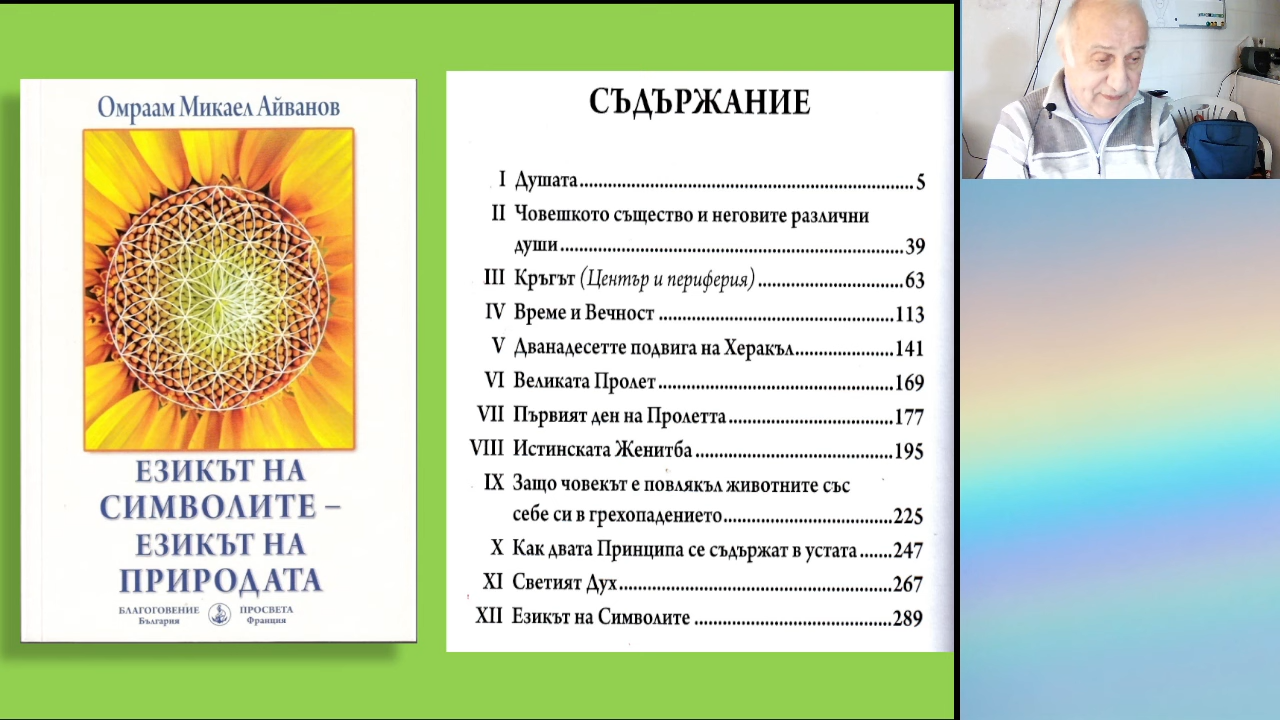 Омраам Микаел Айванов
ЕЗИКЪТ НА
СИМВОЛИТЕ –
ЕЗИКЪТ НА
ПРИРОДАТА
БЛАГОГОВЕНИЕ
България
ПРОСВЕТА
Франция
СЪДЪРЖАНИЕ
I Душата..........5
II Човешкото същество и неговите различни
души..........39
III Кръгът (Център и периферия)..........63
IV Време и Вечност..........113
V Дванадесетте подвига на Херакъл..........141
VI Великата Пролет..........169
VII Първият ден на Пролетта..........177
VIII Истинската Женитба..........195
IX Защо човекът е повлякъл животните със
себе си в грехопадението..........225
X Как двата Принципа се съдържат в устата.......247
XI Светият Дух..........267
XII Езикът на Символите..........289